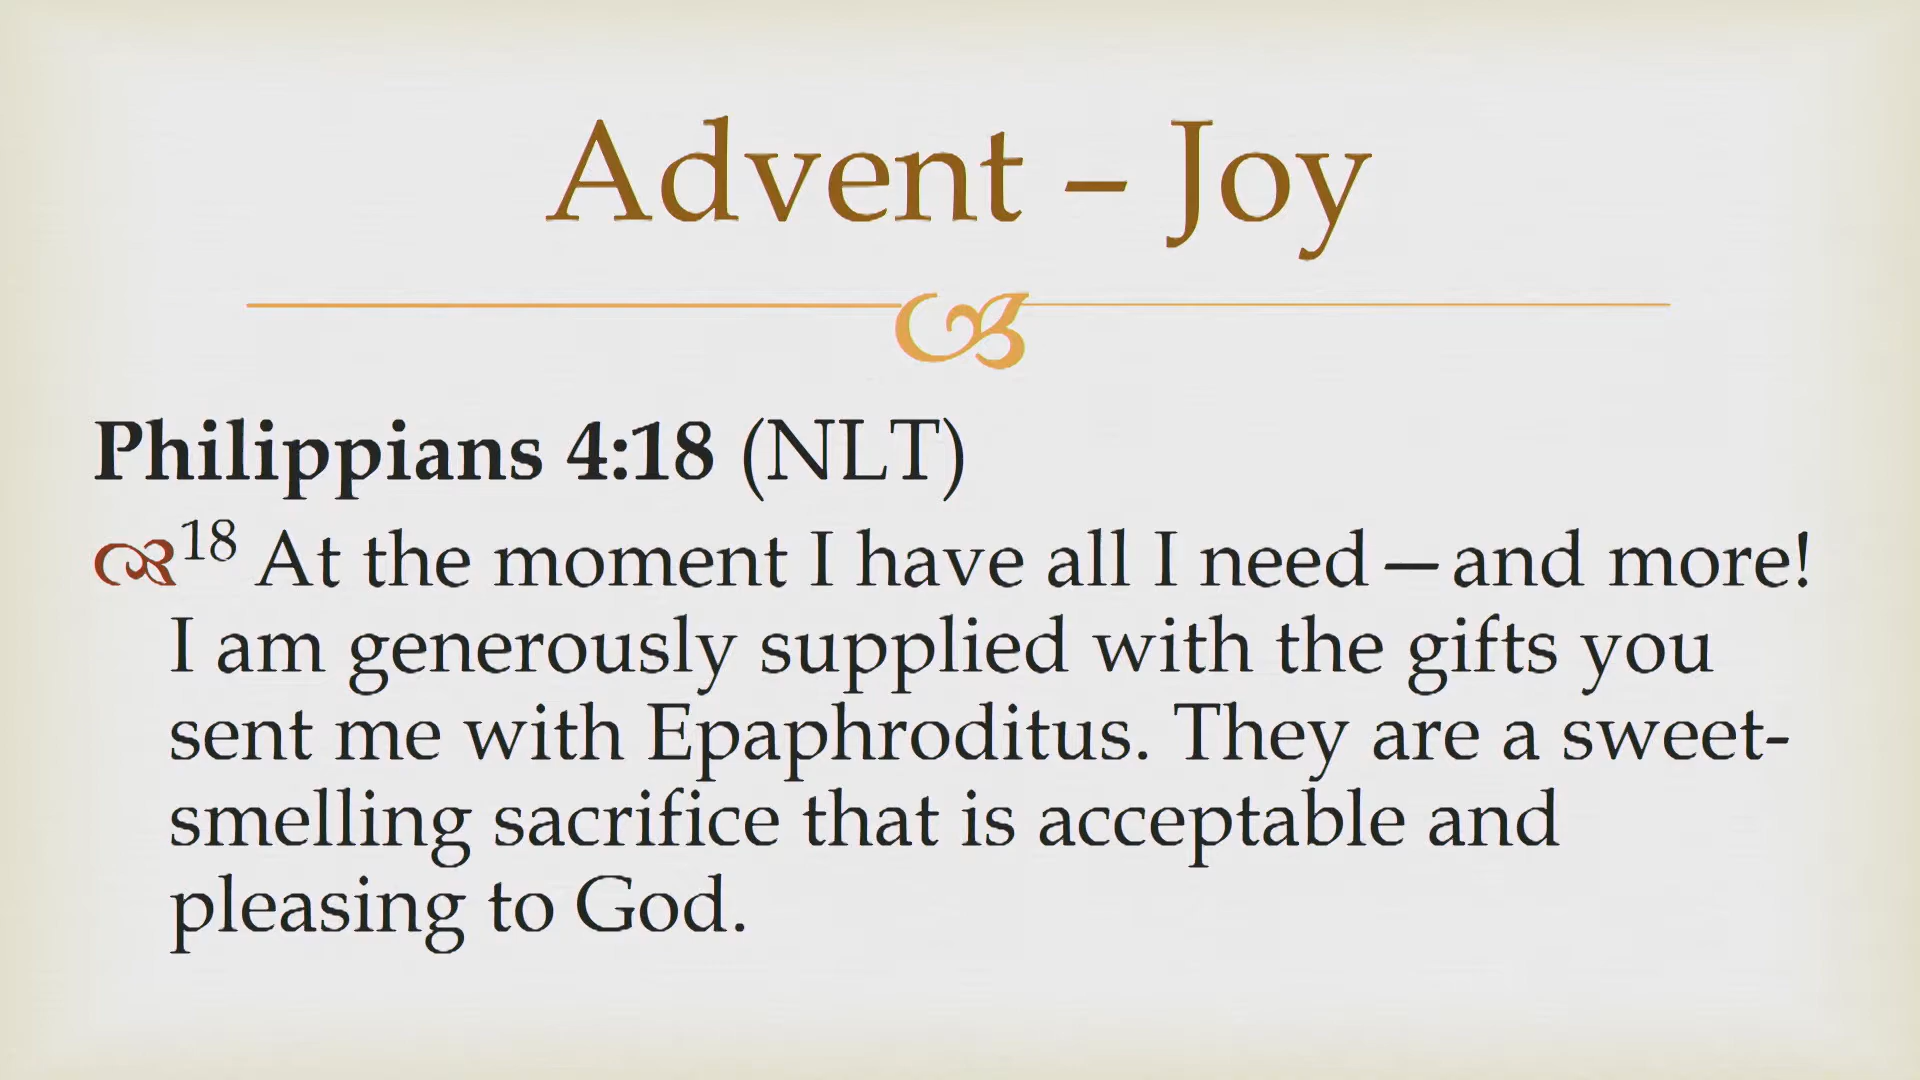 Advent – Joy
Philippians 4:18 (NLT)
18 At the moment I have all I need—and more!
I am generously supplied with the gifts you
sent me with Epaphroditus. They are a sweet-
smelling sacrifice that is acceptable and
pleasing to God.